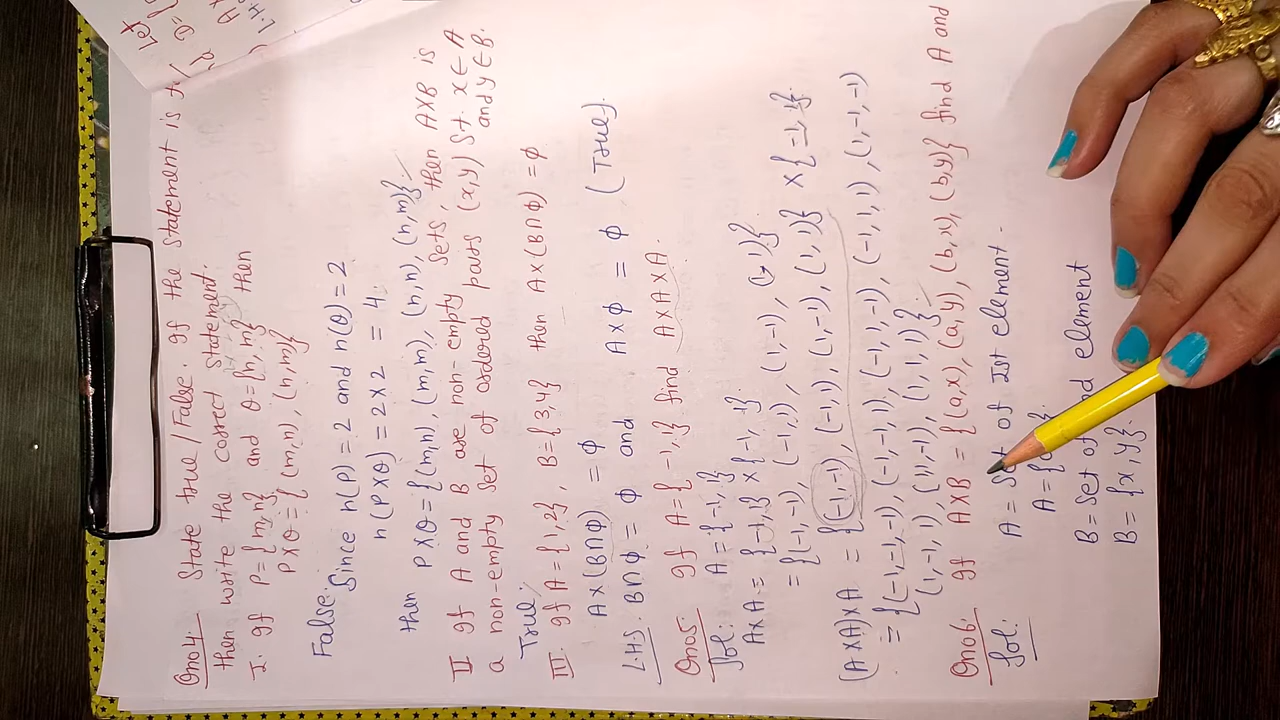 Qno4. State true/False. If the statement is
then write the correct statement.
I. If P={m,n} and Q={n,m} then
P×Q={(m,n),(n,m)}
False.
Since n(P)=2 and n(Q)=2
n(P×Q)=2×2=4.
then P×Q={(m,n),(m,m),(n,n),(n,m)}
II If A and B are non-empty sets, then A×B is
a non-empty set of ordered pairs (x,y) st. x∈A
and y∈B.
True.
III. If A={1,2}, B={3,4} then A×(B∩ϕ)=ϕ
A×(B∩ϕ)=ϕ
L.H.S. B∩ϕ=ϕ and A×ϕ=ϕ (True).
Qno5. If A={-1,1} find A×A×A.
Sol: A={-1,1}
A×A={-1,1}×{-1,1}
={(-1,-1),(-1,1),(1,-1),(1,1)}
(A×A)×A={(-1,-1),(-1,1),(1,-1),(1,1)}×{-1,1}
={(-1,-1,-1),(-1,-1,1),(-1,1,-1),(-1,1,1),(1,-1,-1)
(1,-1,1),(1,1,-1),(1,1,1)}
Qno6. If A×B={(a,x),(a,y),(b,x),(b,y)} find A and
Sol: A= of Ist element.
A={
B=Set of element
B={x,y}.
Let